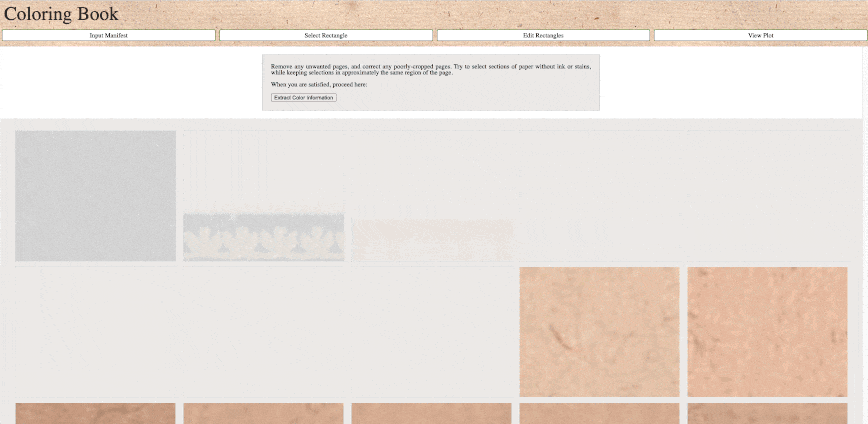 Coloring Book
Input Manifest
Select Rectangle
Edit Rectangles
View Plot
Remove any unwanted pages, and correct any poorly-cropped pages. Try to select sections of paper without ink or stains,
while keeping selections in approximately the same region of the page.
When you are satisfied, proceed here:
Extract Color Information